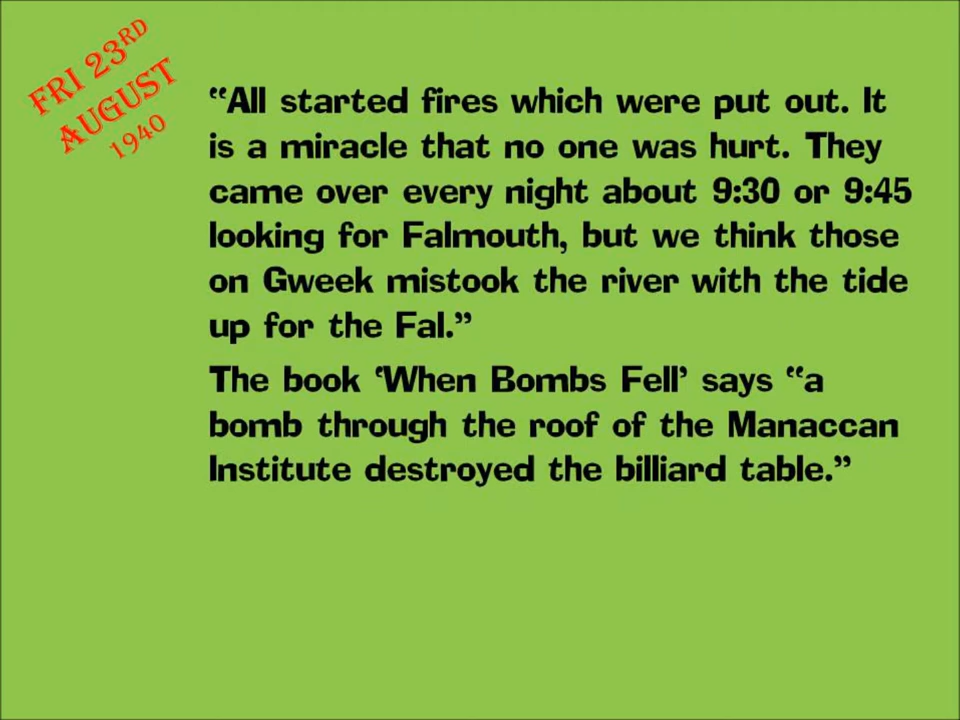 FRI 23RD
AUGUST
1940
“All started fires which were put out. It
is a miracle that no one was hurt. They
came over every night about 9:30 or 9:45
looking for Falmouth, but we think those
on Gweek mistook the river with the tide
up for the Fal.”
The book ‘When Bombs Fell’ says “a
bomb through the roof of the Manaccan
Institute destroyed the billiard table.”